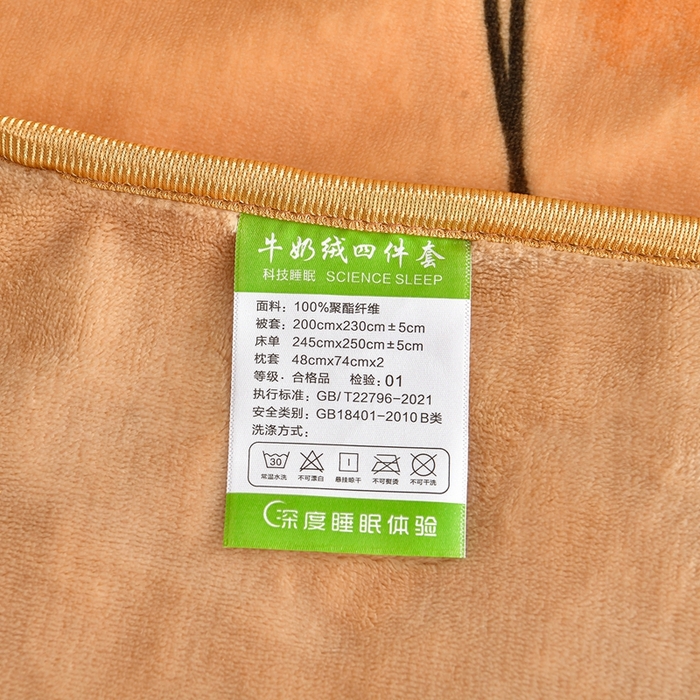 牛奶绒四件套
科技睡眠 SCIENCE SLEEP
面料：100%聚酯纤维
被套：200cmx230cm±5cm
床单 245cmx250cm±5cm
枕套 48cmx74cmx2
等级：合格品 检验：01
执行标准：GB/T22796-2021
安全类别：GB18401-2010 B类
洗涤方式：
30
常温水洗 不可漂白 悬挂晾干 不可熨烫 不可干洗
深度睡眠体验